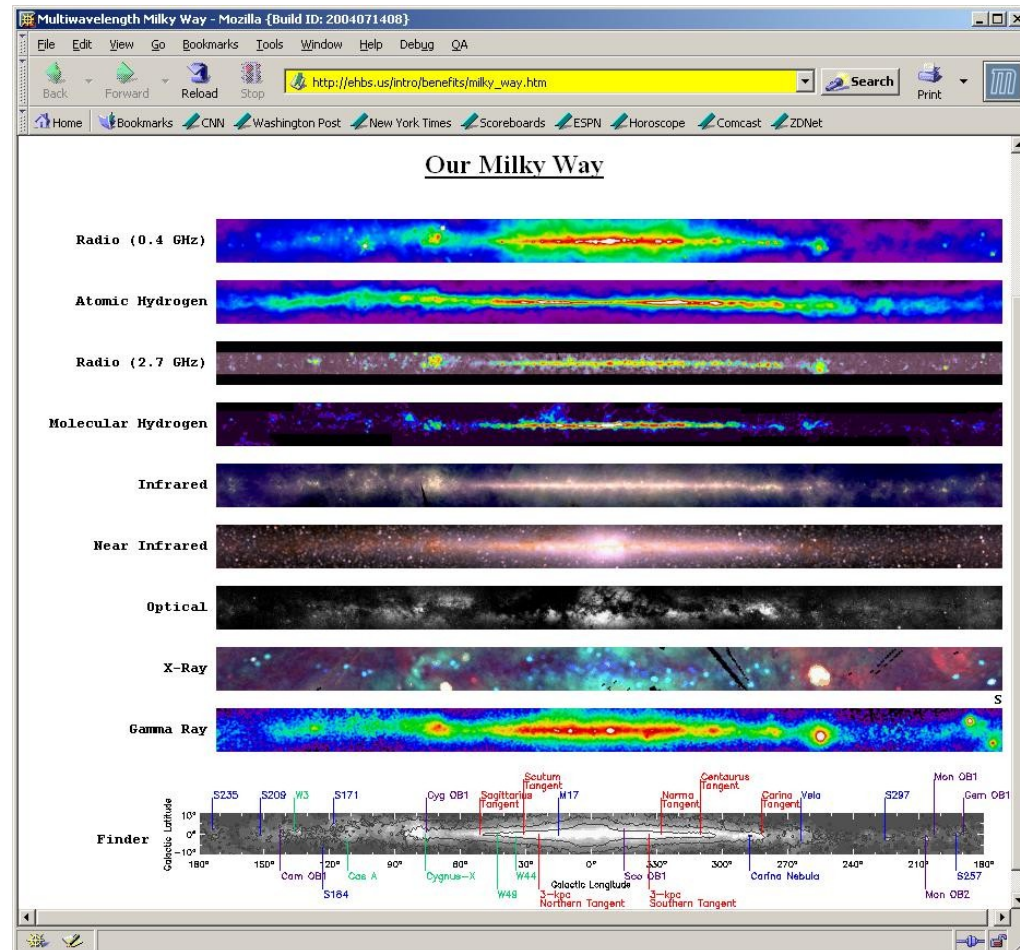 Multiwavelength Milky Way - Mozilla {Build ID: 2004071408}
File Edit View Go Bookmarks Tools Window Help Debug QA
http://ehbs.us/intro/benefits/milky_way.htm Search
Back Forward Reload Stop Print
Home Bookmarks CNN Washington Post New York Times Scoreboards ESPN Horoscope Comcast ZDNet
Our Milky Way
Radio (0.4 GHz)
Atomic Hydrogen
Radio (2.7 GHz)
Molecular Hydrogen
Infrared
Near Infrared
Optical
X-Ray
S
Gamma Ray
Scutum Tangent Centaurus Tangent Mon OB1
S235 S209 W3 S171 Cyg OB1 Sagittarius Tangent M17 Norma Tangent Carina Tangent Vela S297 Gem OB1
Finder
Galactic Latitude
10°
0°
-10°
180° 150° 120° 90° 60° 30° 0° 330° 300° 270° 240° 210° 180°
Cam OB1 Cas A Cygnus-X W44 Sco OB1 Carina Nebula S257
Galactic Longitude
S184 W49 3-kpc Northern Tangent 3-kpc Southern Tangent Mon OB2